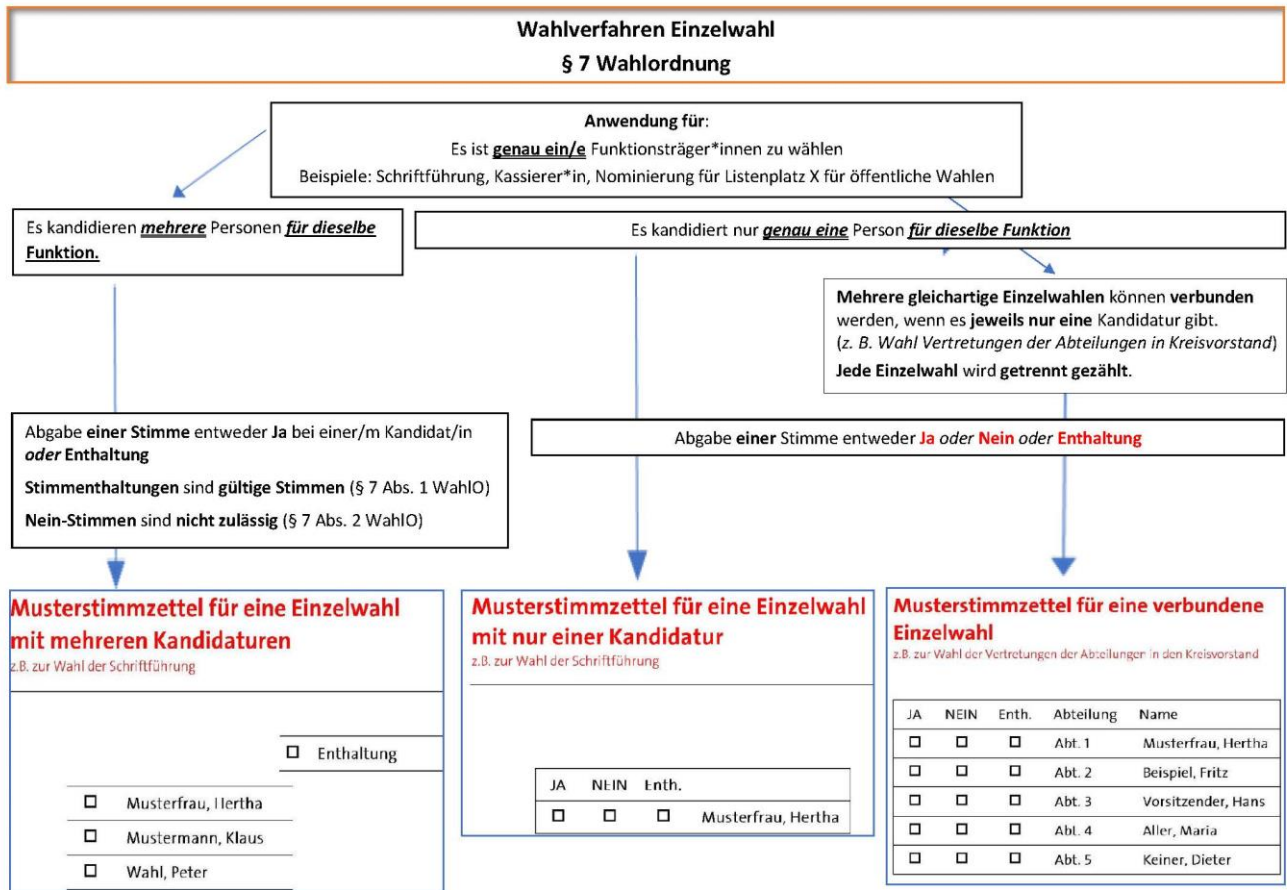 Wahlverfahren Einzelwahl
§ 7 Wahlordnung
Anwendung für:
Es ist genau ein/e Funktionsträger*innen zu wählen
Beispiele: Schriftführung, Kassierer*in, Nominierung für Listenplatz X für öffentliche Wahlen
Es kandidieren mehrere Personen für dieselbe
Funktion.
Es kandidiert nur genau eine Person für dieselbe Funktion
Mehrere gleichartige Einzelwahlen können verbunden
werden, wenn es jeweils nur eine Kandidatur gibt.
(z. B. Wahl Vertretungen der Abteilungen in Kreisvorstand)
Jede Einzelwahl wird getrennt gezählt.
Abgabe einer Stimme entweder Ja bei einer/m Kandidat/in
oder Enthaltung
Stimmenthaltungen sind gültige Stimmen (§ 7 Abs. 1 WahlO)
Nein-Stimmen sind nicht zulässig (§ 7 Abs. 2 WahlO)
Abgabe einer Stimme entweder Ja oder Nein oder Enthaltung
Musterstimmzettel für eine Einzelwahl
mit mehreren Kandidaturen
z.B. zur Wahl der Schriftführung
Enthaltung
Musterfrau, Hertha
Mustermann, Klaus
Wahl, Peter
Musterstimmzettel für eine Einzelwahl
mit nur einer Kandidatur
z.B. zur Wahl der Schriftführung
JA NEIN Enth.
Musterfrau, Hertha
Musterstimmzettel für eine verbundene
Einzelwahl
z.B. zur Wahl der Vertretungen der Abteilungen in den Kreisvorstand
JA NEIN Enth. Abteilung Name
Abt. 1 Musterfrau, Hertha
Abt. 2 Beispiel, Fritz
Abt. 3 Vorsitzender, Hans
Abt. 4 Aller, Maria
Abt. 5 Keiner, Dieter